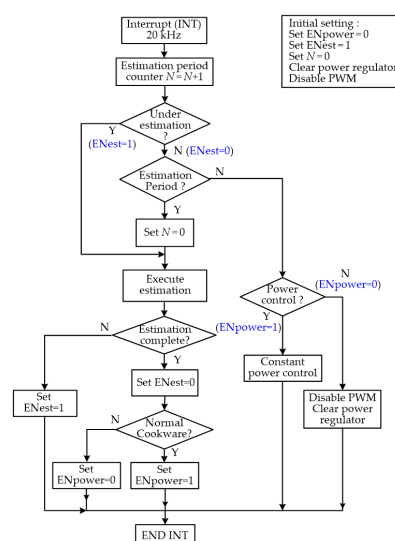 Interrupt (INT)
20 kHz
Initial setting :
Set ENpower=0
Set ENest=1
Set N=0
Clear power regulator
Disable PWM
Estimation period
counter N=N+1
Under
estimation
?
Y
(ENest=1)
N (ENest=0)
Estimation
Period ?
N
Y
Set N=0
Execute
estimation
Power
control ?
N
(ENpower=0)
Y
(ENpower=1)
Estimation
complete?
N
Y
Constant
power control
Set
ENest=1
Set ENest=0
Disable PWM
Clear power
regulator
Normal
Cookware?
N
Y
Set
ENpower=0
Set
ENpower=1
END INT